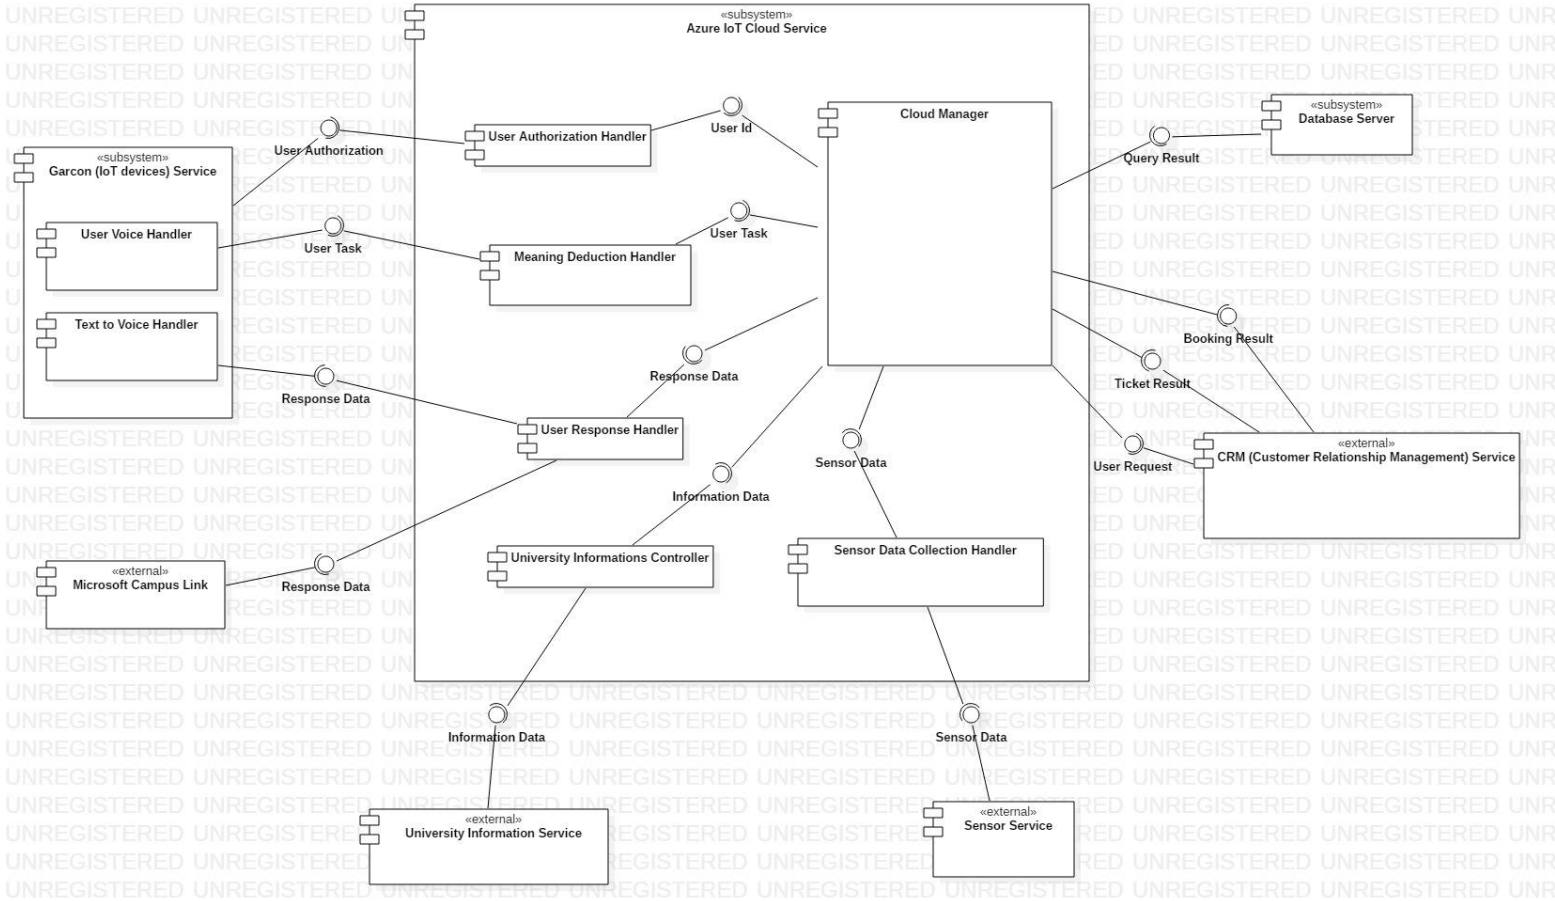 «subsystem»
Azure IoT Cloud Service
«subsystem»
Database Server
Cloud Manager
User Id
User Authorization Handler
User Authorization
Query Result
«subsystem»
Garcon (IoT devices) Service
User Voice Handler
User Task
User Task
Meaning Deduction Handler
Text to Voice Handler
Booking Result
Response Data
Ticket Result
Response Data
User Response Handler
«external»
CRM (Customer Relationship Management) Service
Sensor Data
User Request
Information Data
University Informations Controller
Sensor Data Collection Handler
«external»
Microsoft Campus Link
Response Data
Information Data
Sensor Data
«external»
University Information Service
«external»
Sensor Service
UNREGISTERED